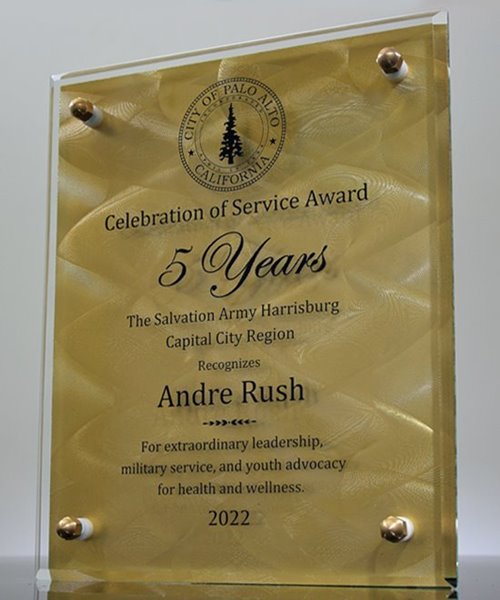 CITY OF PALO ALTO
CALIFORNIA
Celebration of Service Award
5 Years
The Salvation Army Harrisburg
Capital City Region
Recognizes
Andre Rush
For extraordinary leadership,
military service, and youth advocacy
for health and wellness.
2022